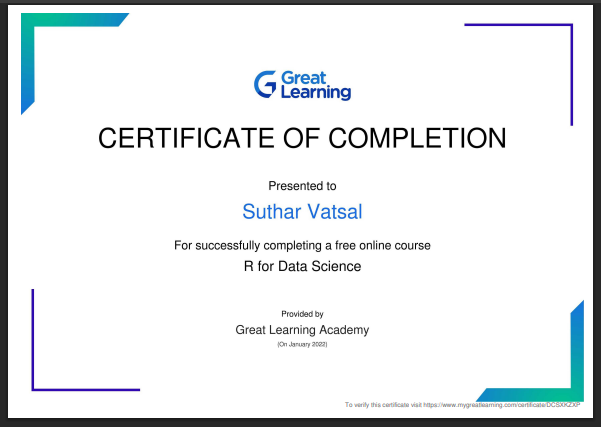 Great
Learning
CERTIFICATE OF COMPLETION
Presented to
Suthar Vatsal
For successfully completing a free online course
R for Data Science
Provided by
Great Learning Academy
(On January 2022)
To verify this certificate visit https://www.mygreatlearning.com/certificate/DCSXKZXP